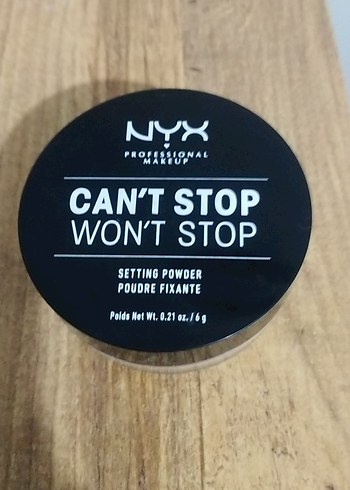 NYX
PROFESSIONAL
MAKEUP
CAN'T STOP
WON'T STOP
SETTING POWDER
POUDRE FIXANTE
Poids Net Wt. 0.21 oz. / 6 g